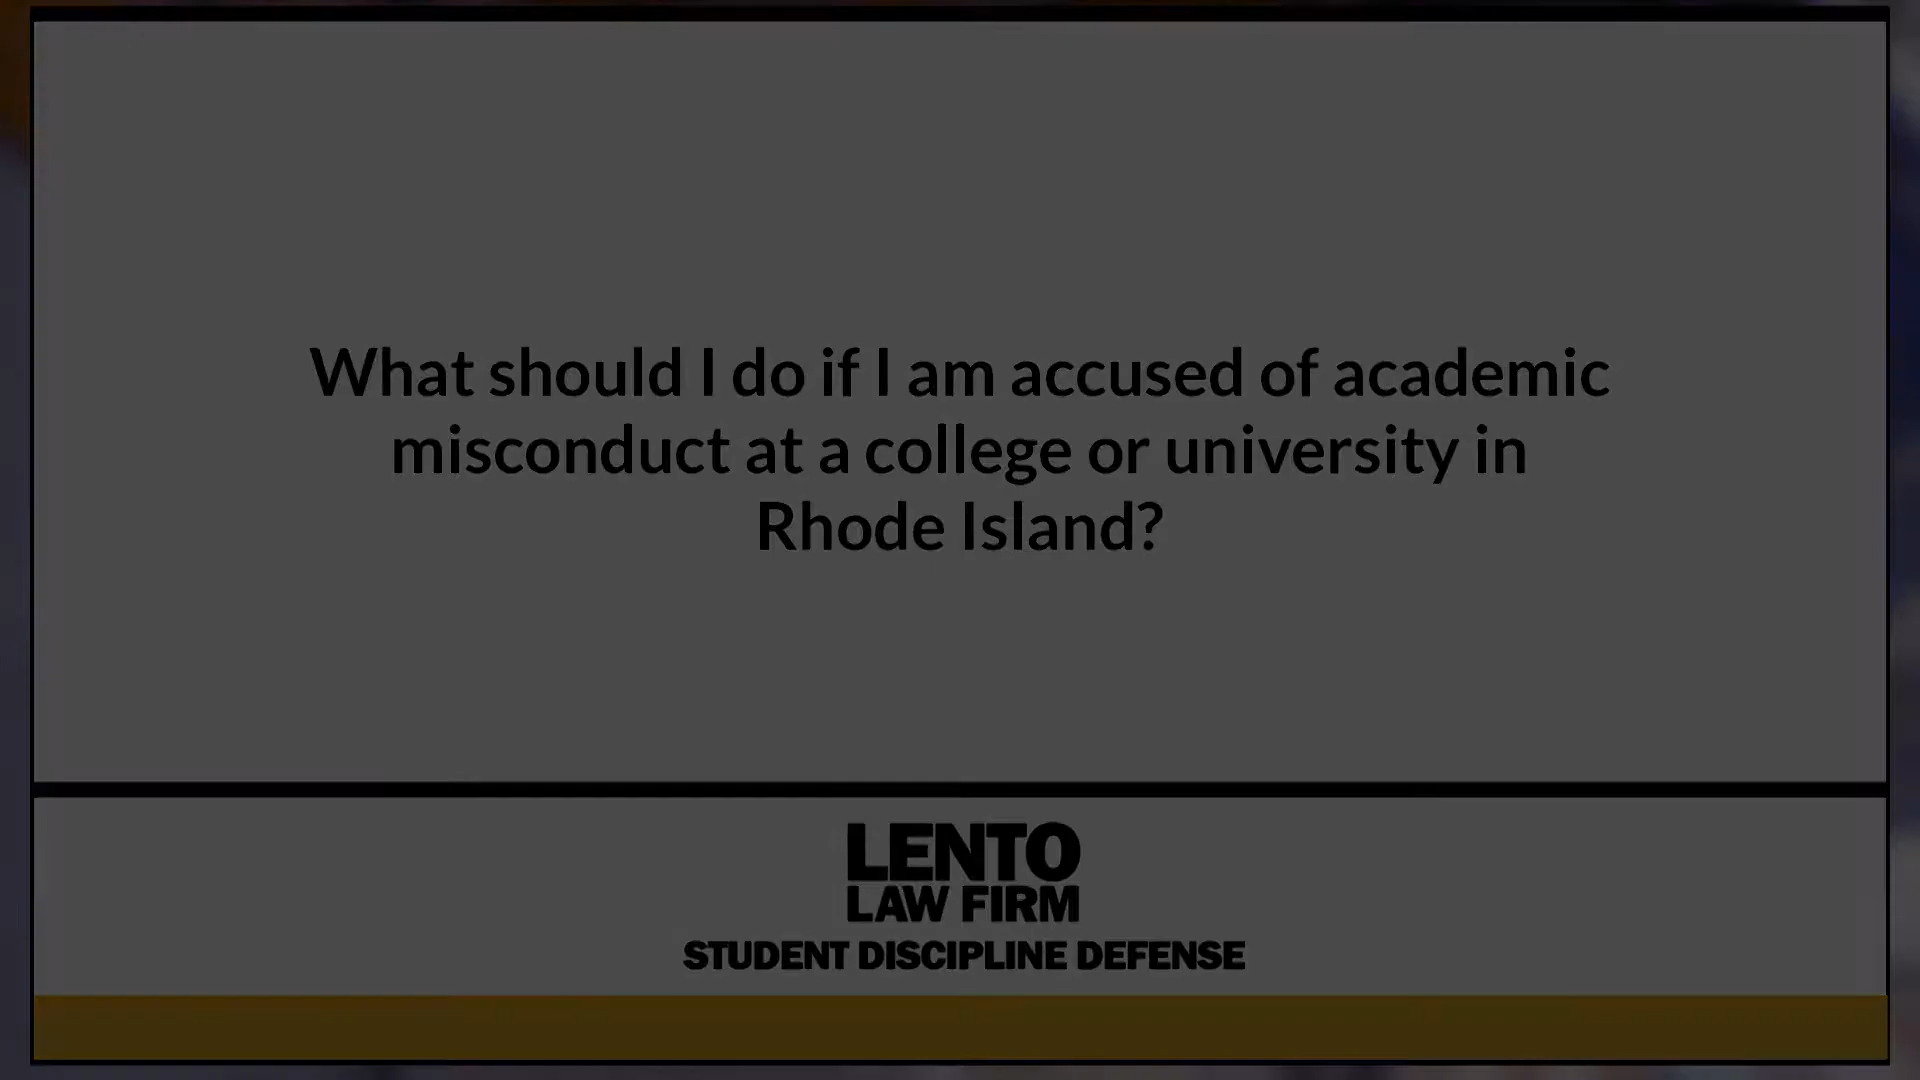 What should I do if I am accused of academic
misconduct at a college or university in
Rhode Island?
LENTO
LAW FIRM
STUDENT DISCIPLINE DEFENSE